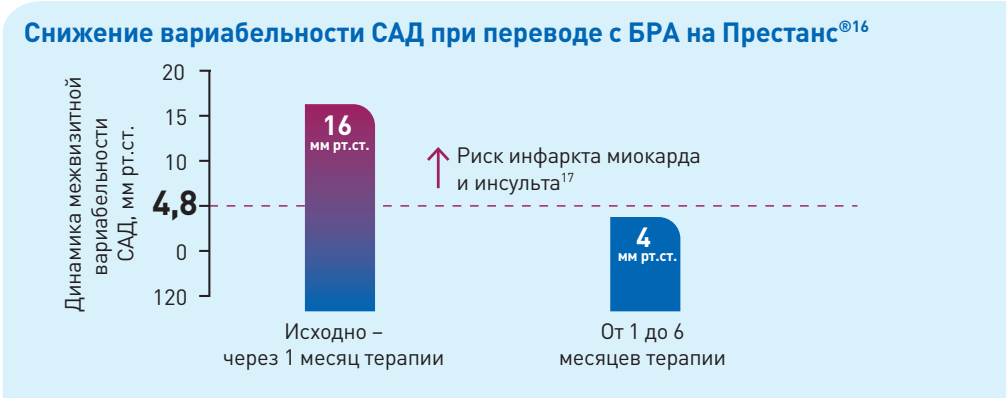 Снижение вариабельности САД при переводе с БРА на Престанс®16
Динамика межвизитной
вариабельности
САД, мм рт.ст.
20
15
10
4,8
0
120
16
мм рт.ст.
Риск инфаркта миокарда
и инсульта17
4
мм рт.ст.
Исходно –
через 1 месяц терапии
От 1 до 6
месяцев терапии